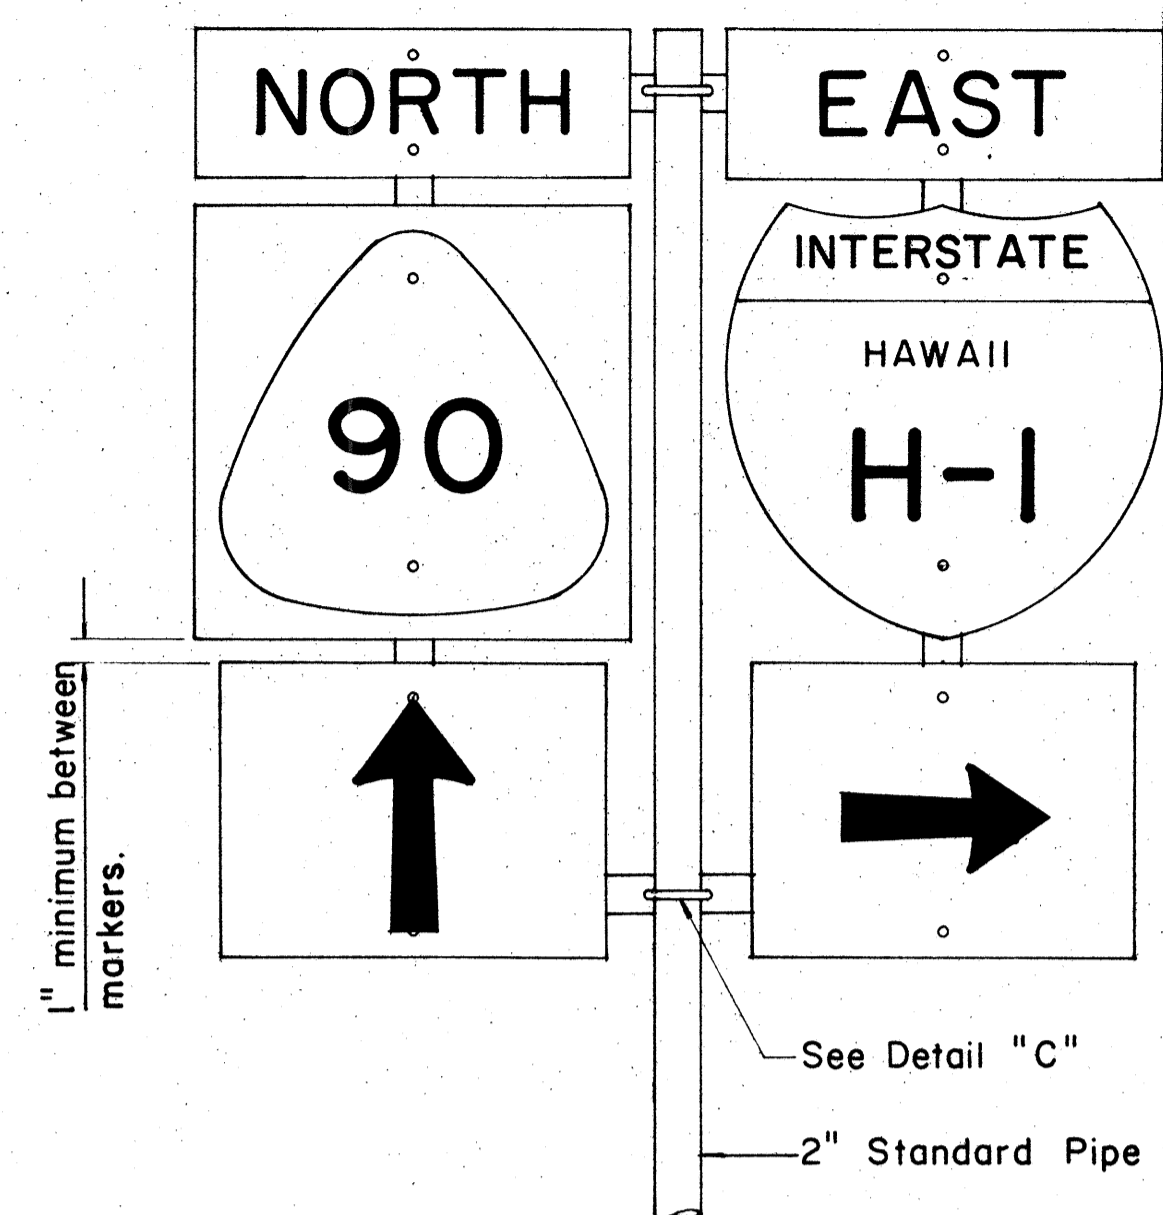 NORTH
EAST
INTERSTATE
HAWAII
90
H-1
1" minimum between
markers.
See Detail "C"
2" Standard Pipe